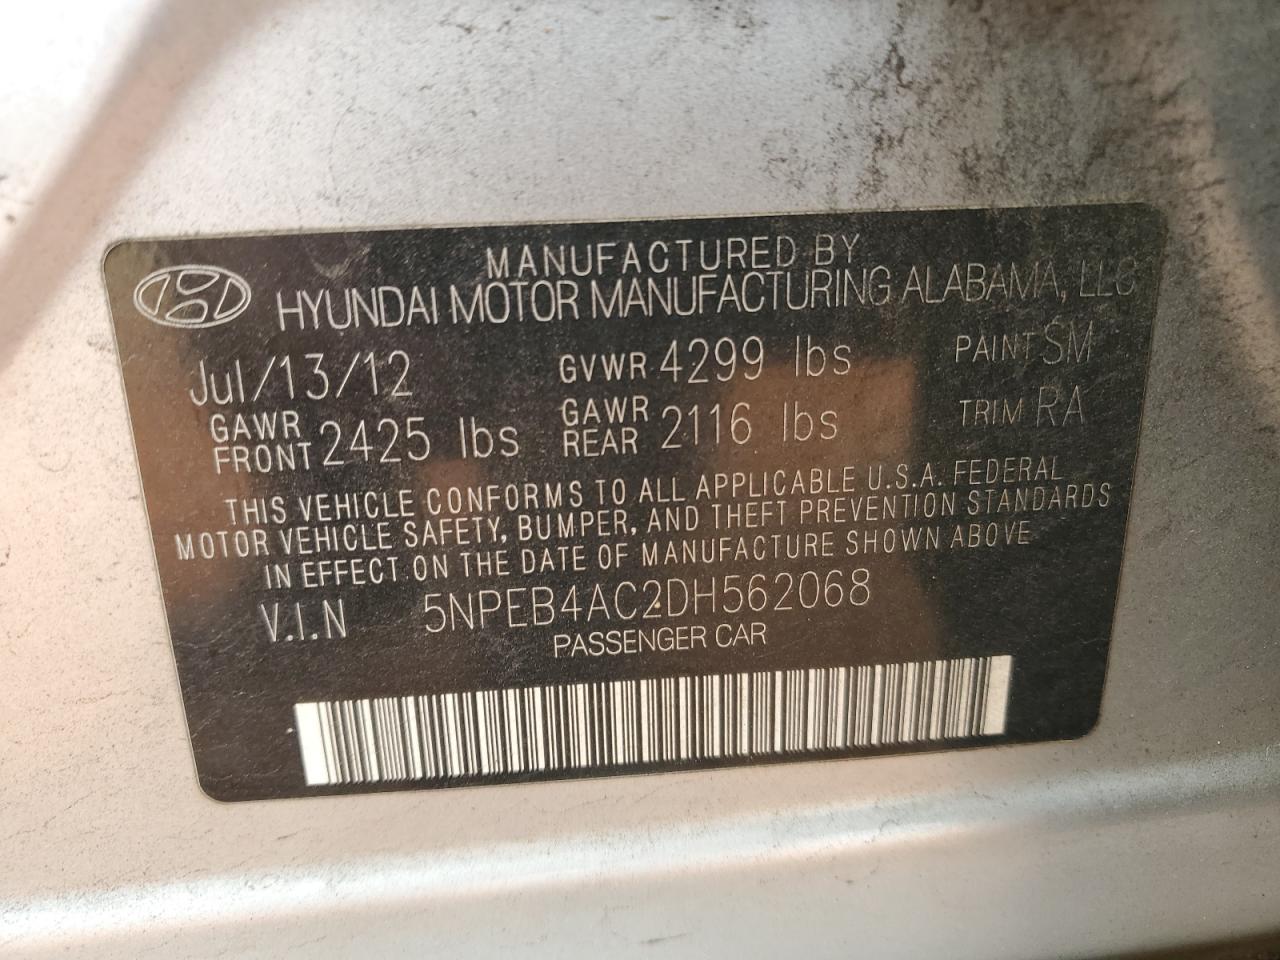 MANUFACTURED BY
HYUNDAI MOTOR MANUFACTURING ALABAMA, LLC
Jul/13/12 GVWR 4299 lbs PAINT SM
GAWR FRONT 2425 lbs GAWR REAR 2116 lbs TRIM RA
THIS VEHICLE CONFORMS TO ALL APPLICABLE U.S.A. FEDERAL
MOTOR VEHICLE SAFETY, BUMPER, AND THEFT PREVENTION STANDARDS
IN EFFECT ON THE DATE OF MANUFACTURE SHOWN ABOVE
V.I.N 5NPEB4AC2DH562068
PASSENGER CAR